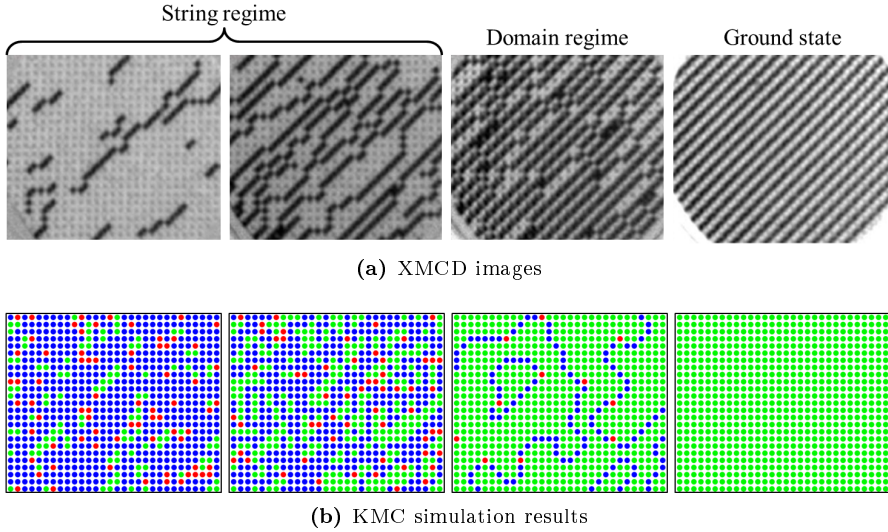 String regime
Domain regime
Ground state
(a) XMCD images
(b) KMC simulation results